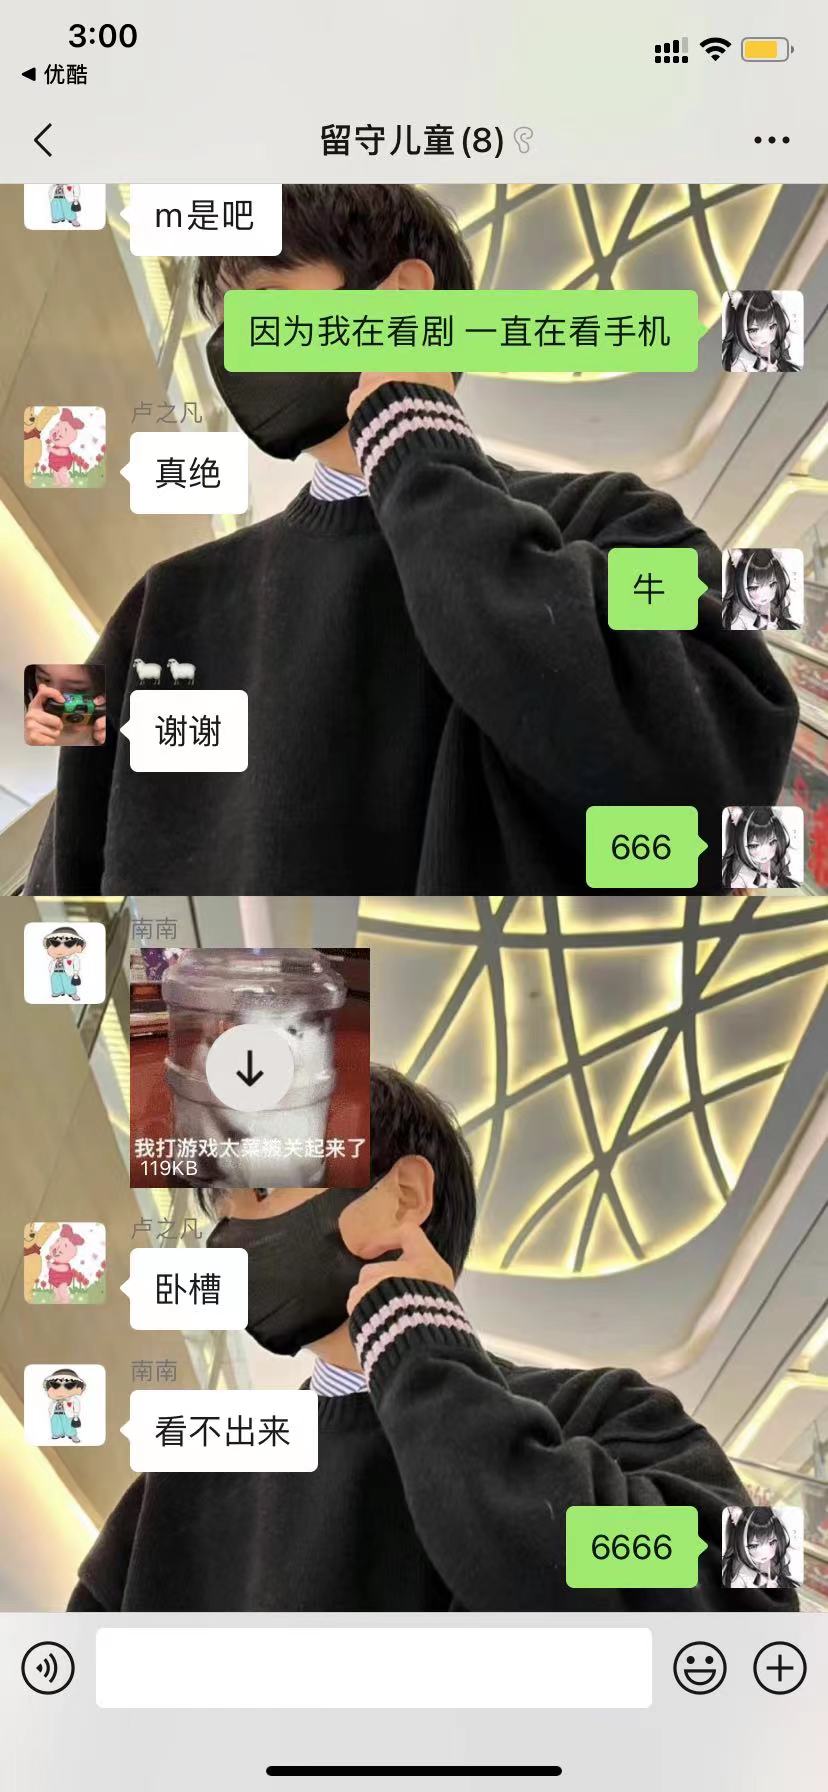 3:00
优酷
留守儿童(8)
m是吧
因为我在看剧 一直在看手机
卢之凡
真绝
牛
谢谢
666
南南
我打游戏太菜被关起来了
119KB
卢之凡
卧槽
南南
看不出来
6666